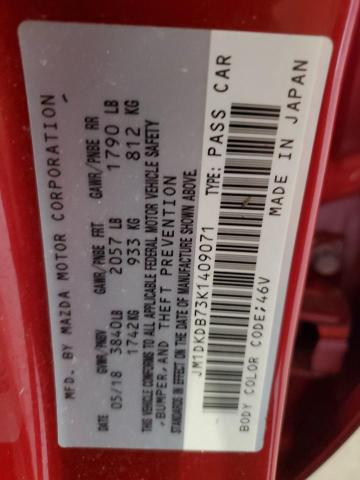 MFD. BY MAZDA MOTOR CORPORATION
GVWR/PNBV GAWR/PNBE FRT GAWR/PNBE RR
DATE 05/18 3840LB 2057 LB 1790 LB
1742KG 933 KG 812 KG
THIS VEHICLE CONFORMS TO ALL APPLICABLE FEDERAL MOTOR VEHICLE SAFETY
,BUMPER, AND THEFT PREVENTION
STANDARDS IN EFFECT ON THE DATE OF MANUFACTURE SHOWN ABOVE.
JM1DKDB73K1409071 TYPE: PASS CAR
BODY COLOR CODE;46V MADE IN JAPAN